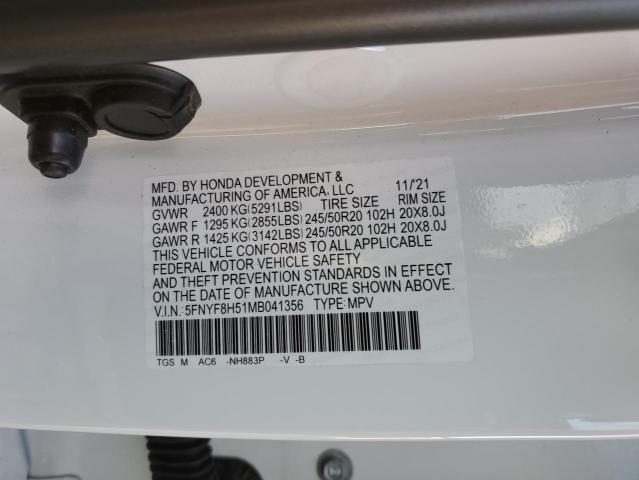 MFD. BY HONDA DEVELOPMENT &
MANUFACTURING OF AMERICA, LLC 11/'21
GVWR 2400 KG(5291LBS) TIRE SIZE RIM SIZE
GAWR F 1295 KG(2855LBS) 245/50R20 102H 20X8.0J
GAWR R 1425 KG(3142LBS) 245/50R20 102H 20X8.0J
THIS VEHICLE CONFORMS TO ALL APPLICABLE
FEDERAL MOTOR VEHICLE SAFETY
AND THEFT PREVENTION STANDARDS IN EFFECT
ON THE DATE OF MANUFACTURE SHOWN ABOVE.
V.I.N.:5FNYF8H51MB041356 TYPE:MPV
TGS M AC6 -NH883P -V -B